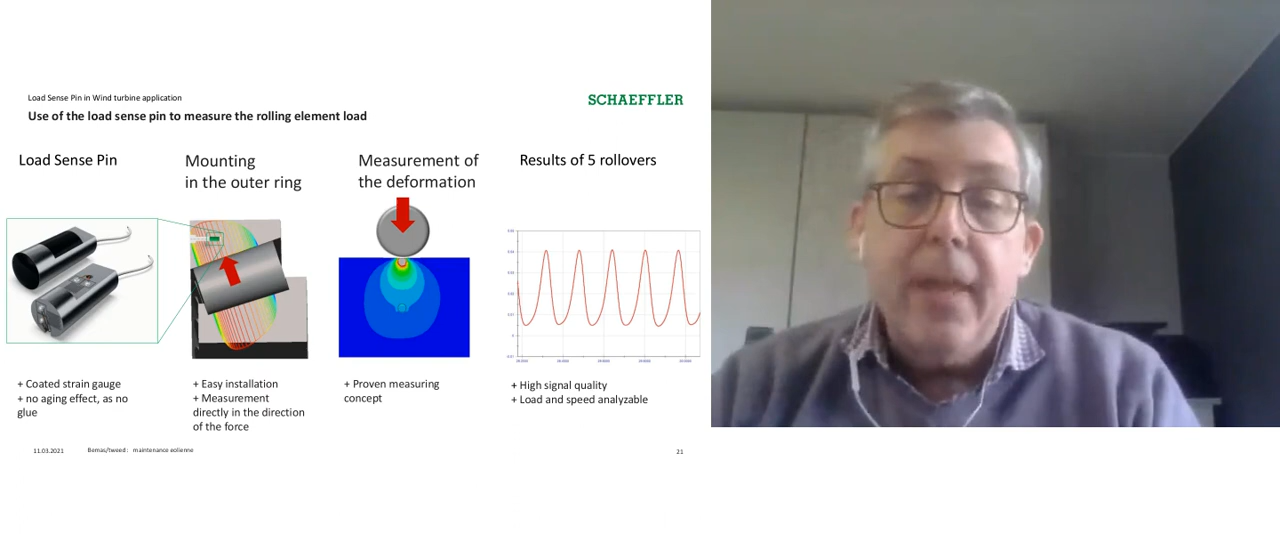 Load Sense Pin in Wind turbine application
SCHAEFFLER
Use of the load sense pin to measure the rolling element load
Load Sense Pin
Mounting
in the outer ring
Measurement of
the deformation
Results of 5 rollovers
+ Coated strain gauge
+ no aging effect, as no
glue
+ Easy installation
+ Measurement
directly in the direction
of the force
+ Proven measuring
concept
+ High signal quality
+ Load and speed analyzable
11.03.2021
Bemas/tweed : maintenance eolienne
21